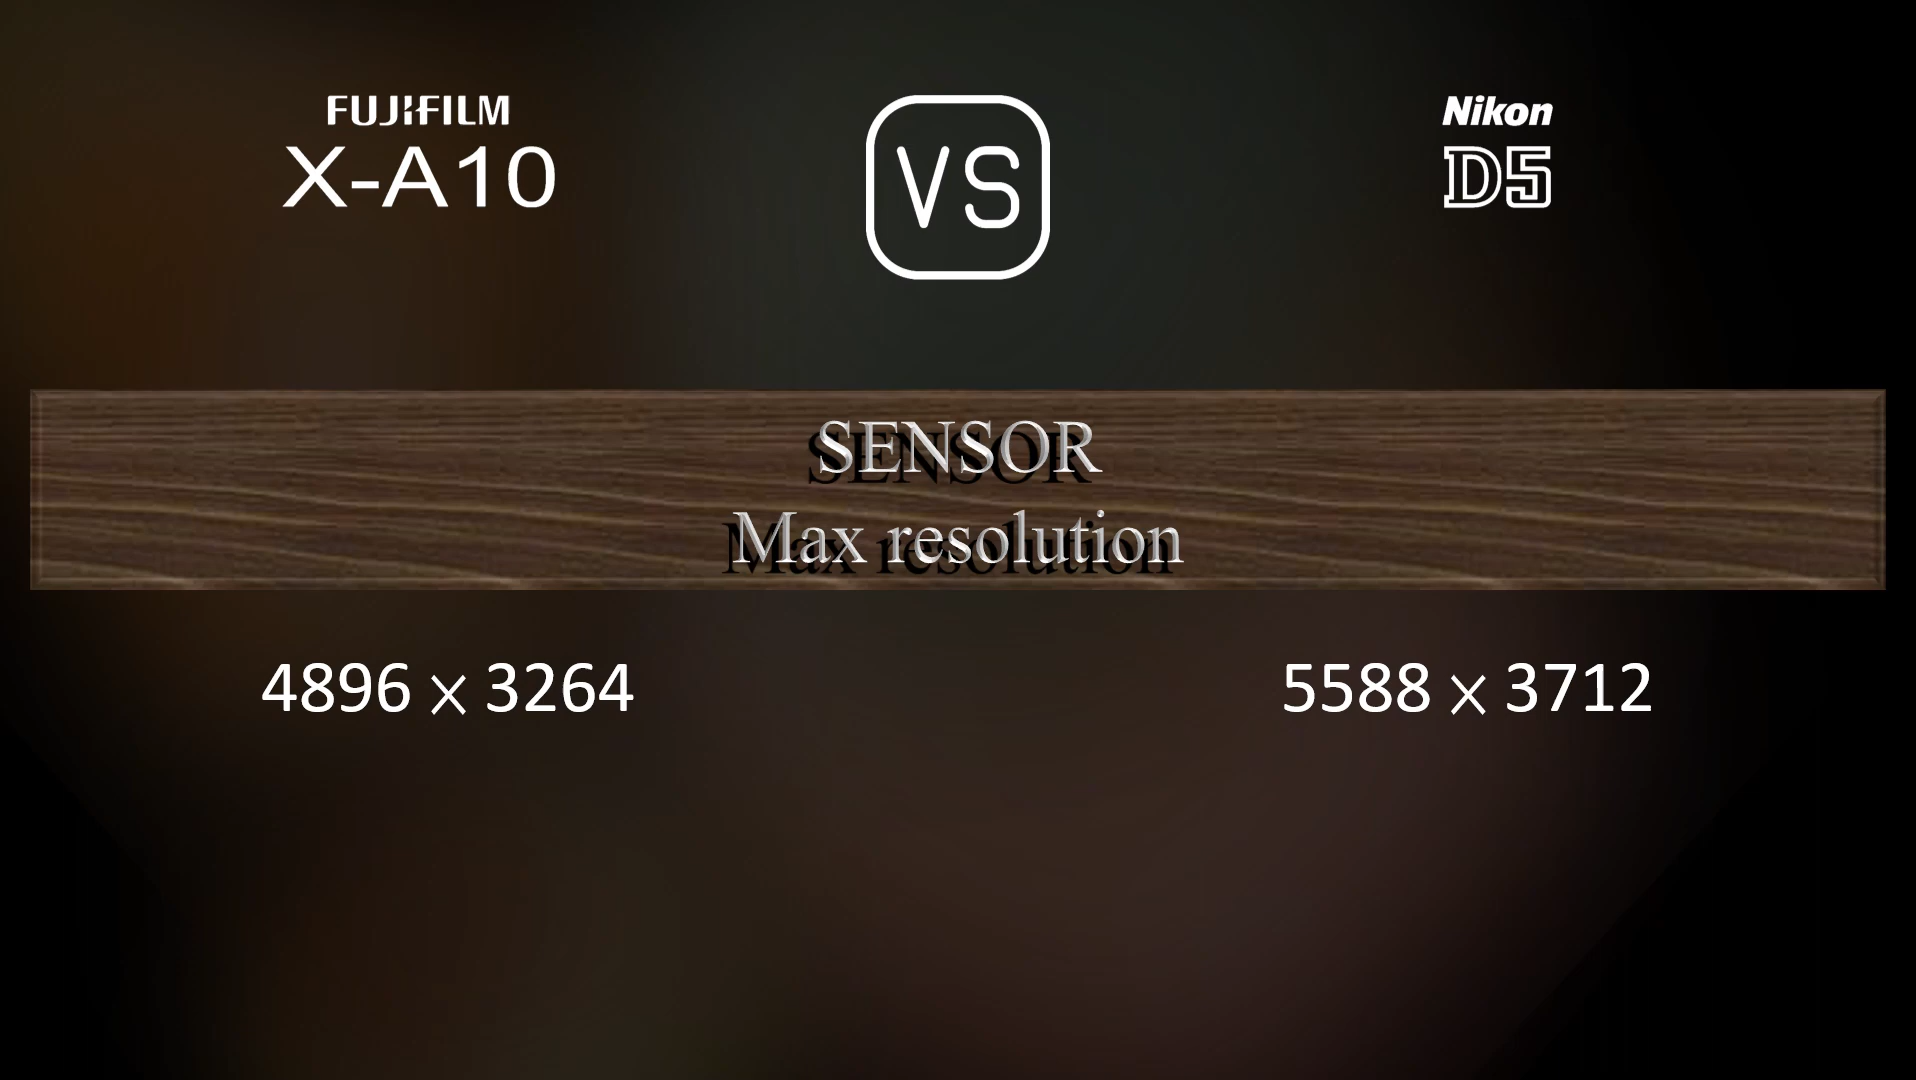 FUJIFILM
X-A10
VS
Nikon
D5
SENSOR
Max resolution
4896 x 3264
5588 x 3712